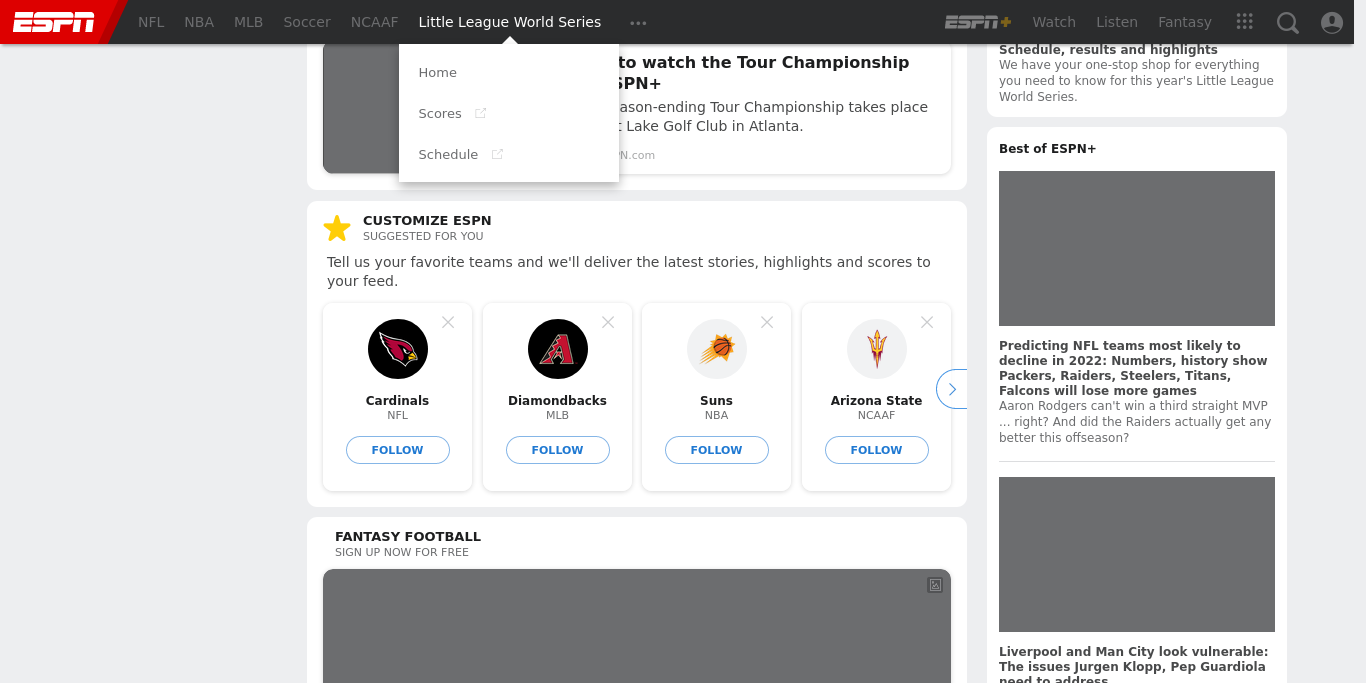 ESPN
NFL
NBA
MLB
Soccer
NCAAF
Little League World Series
ESPN+
Watch
Listen
Fantasy
Home
Scores
Schedule
to watch the Tour Championship
SPN+
ason-ending Tour Championship takes place
t Lake Golf Club in Atlanta.
PN.com
CUSTOMIZE ESPN
SUGGESTED FOR YOU
Tell us your favorite teams and we'll deliver the latest stories, highlights and scores to
your feed.
Cardinals
NFL
FOLLOW
Diamondbacks
MLB
FOLLOW
Suns
NBA
FOLLOW
Arizona State
NCAAF
FOLLOW
FANTASY FOOTBALL
SIGN UP NOW FOR FREE
Schedule, results and highlights
We have your one-stop shop for everything
you need to know for this year's Little League
World Series.
Best of ESPN+
Predicting NFL teams most likely to
decline in 2022: Numbers, history show
Packers, Raiders, Steelers, Titans,
Falcons will lose more games
Aaron Rodgers can't win a third straight MVP
... right? And did the Raiders actually get any
better this offseason?
Liverpool and Man City look vulnerable:
The issues Jurgen Klopp, Pep Guardiola
need to address